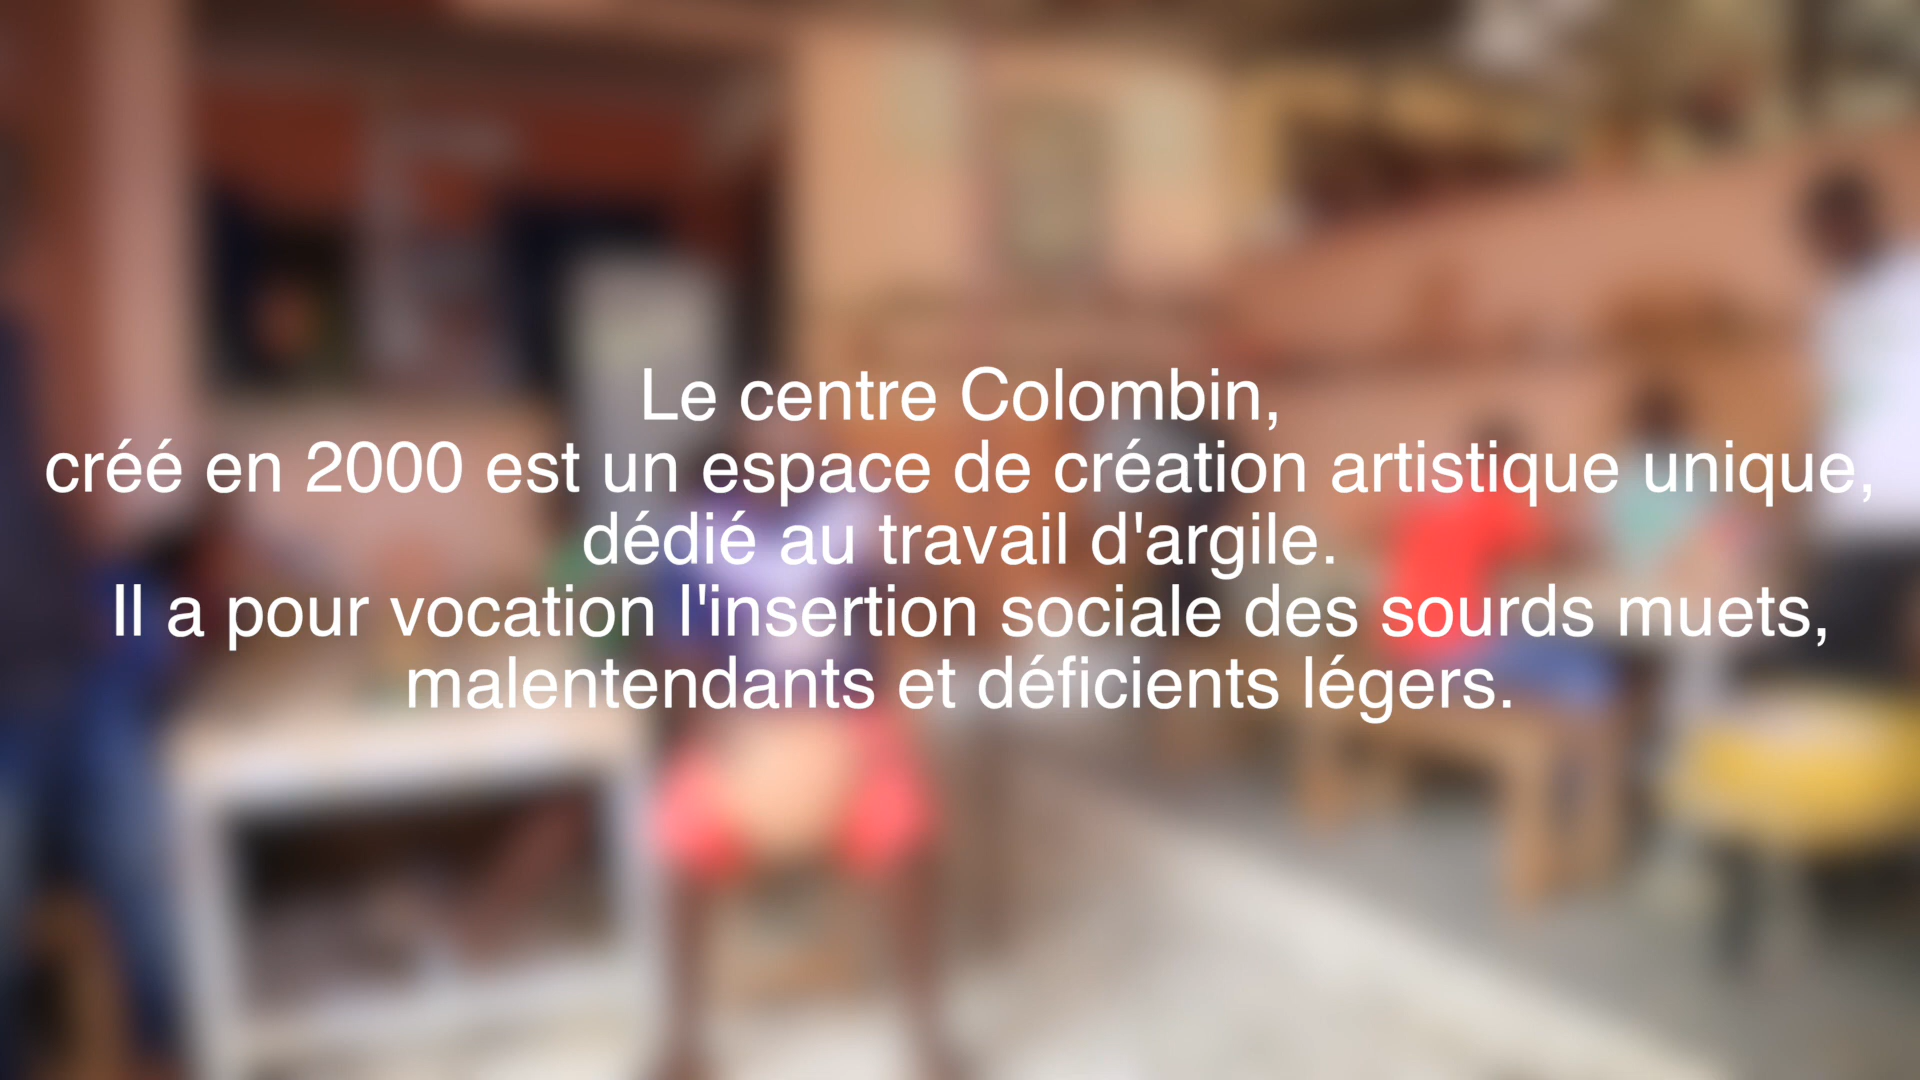 Le centre Colombin,
créé en 2000 est un espace de création artistique unique,
dédié au travail d'argile.
Il a pour vocation l'insertion sociale des sourds muets,
malentendants et déficients légers.